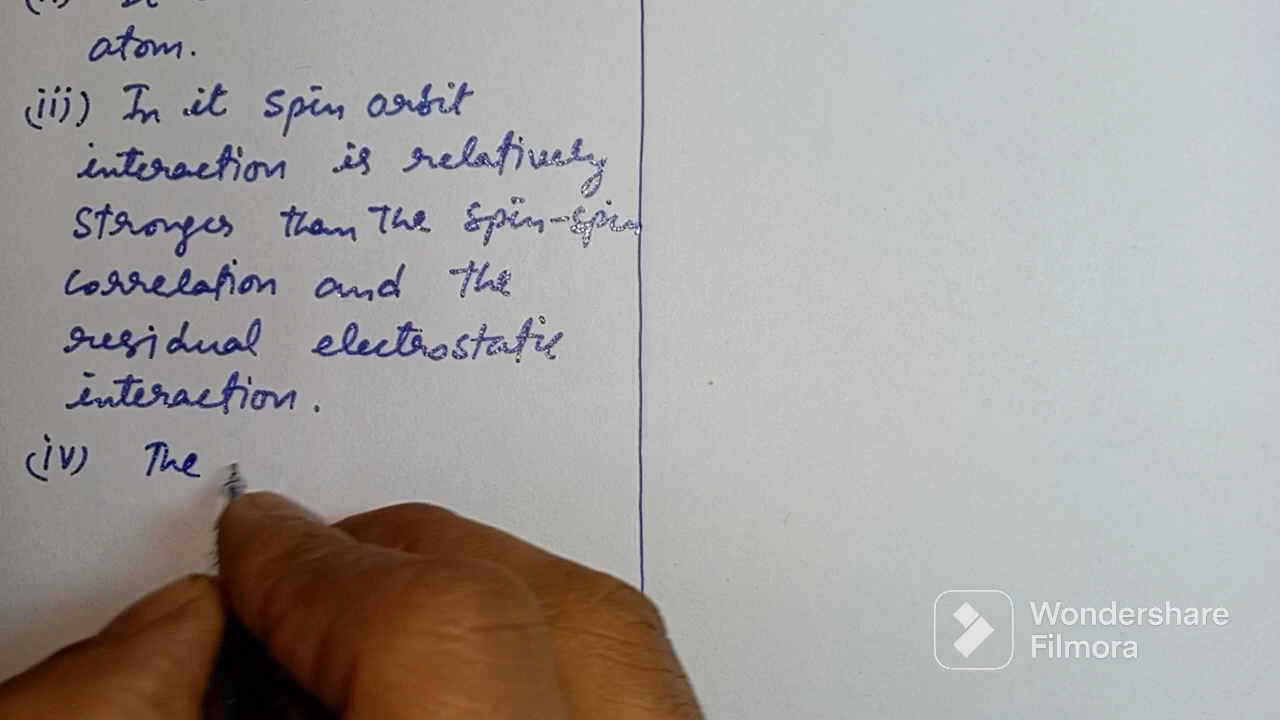 atom.
(iii) In it spin orbit
interaction is relatively
stronger than the spin-spin
correlation and the
residual electrostatic
interaction.
(iv) The
Wondershare
Filmora